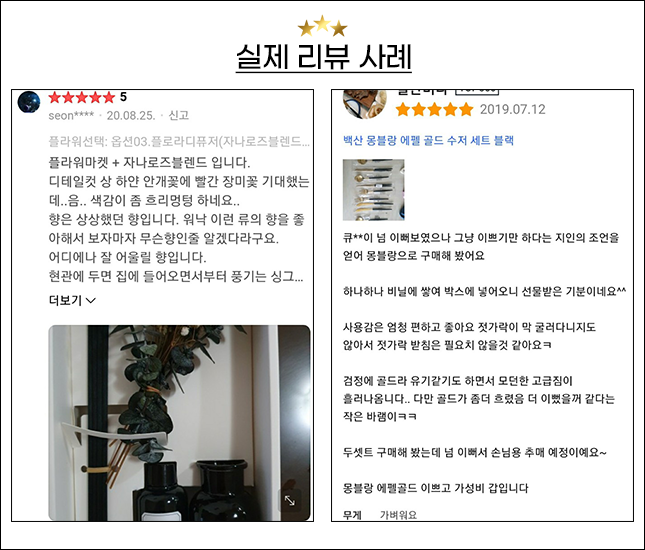 실제 리뷰 사례
5
seon**** · 20.08.25. · 신고
플라워선택: 옵션03.플로라디퓨저(자나로즈블렌드...
플라워마켓 + 자나로즈블렌드 입니다.
디테일컷 상 하얀 안개꽃에 빨간 장미꽃 기대했는
데..음.. 색감이 좀 흐리멍텅 하네요..
향은 상상했던 향입니다. 워낙 이런 류의 향을 좋
아해서 보자마자 무슨향인줄 알겠다라구요.
어디에나 잘 어울릴 향입니다.
현관에 두면 집에 들어오면서부터 풍기는 싱그...
더보기
2019.07.12
백산 몽블랑 에펠 골드 수저 세트 블랙
큐**이 넘 이뻐보였으나 그냥 이쁘기만 하다는 지인의 조언을
얻어 몽블랑으로 구매해 봤어요
하나하나 비닐에 쌓여 박스에 넣어오니 선물받은 기분이네요^^
사용감은 엄청 편하고 좋아요 젓가락이 막 굴러다니지도
않아서 젓가락 받침은 필요치 않을것 같아요ㅋ
검정에 골드라 유기같기도 하면서 모던한 고급짐이
흘러나옵니다.. 다만 골드가 좀더 흐렸음 더 이뻤을꺼 같다는
작은 바램이ㅋㅋ
두셋트 구매해 봤는데 넘 이뻐서 손님용 추매 예정이예요~
몽블랑 에펠골드 이쁘고 가성비 갑입니다
무게 가벼워요